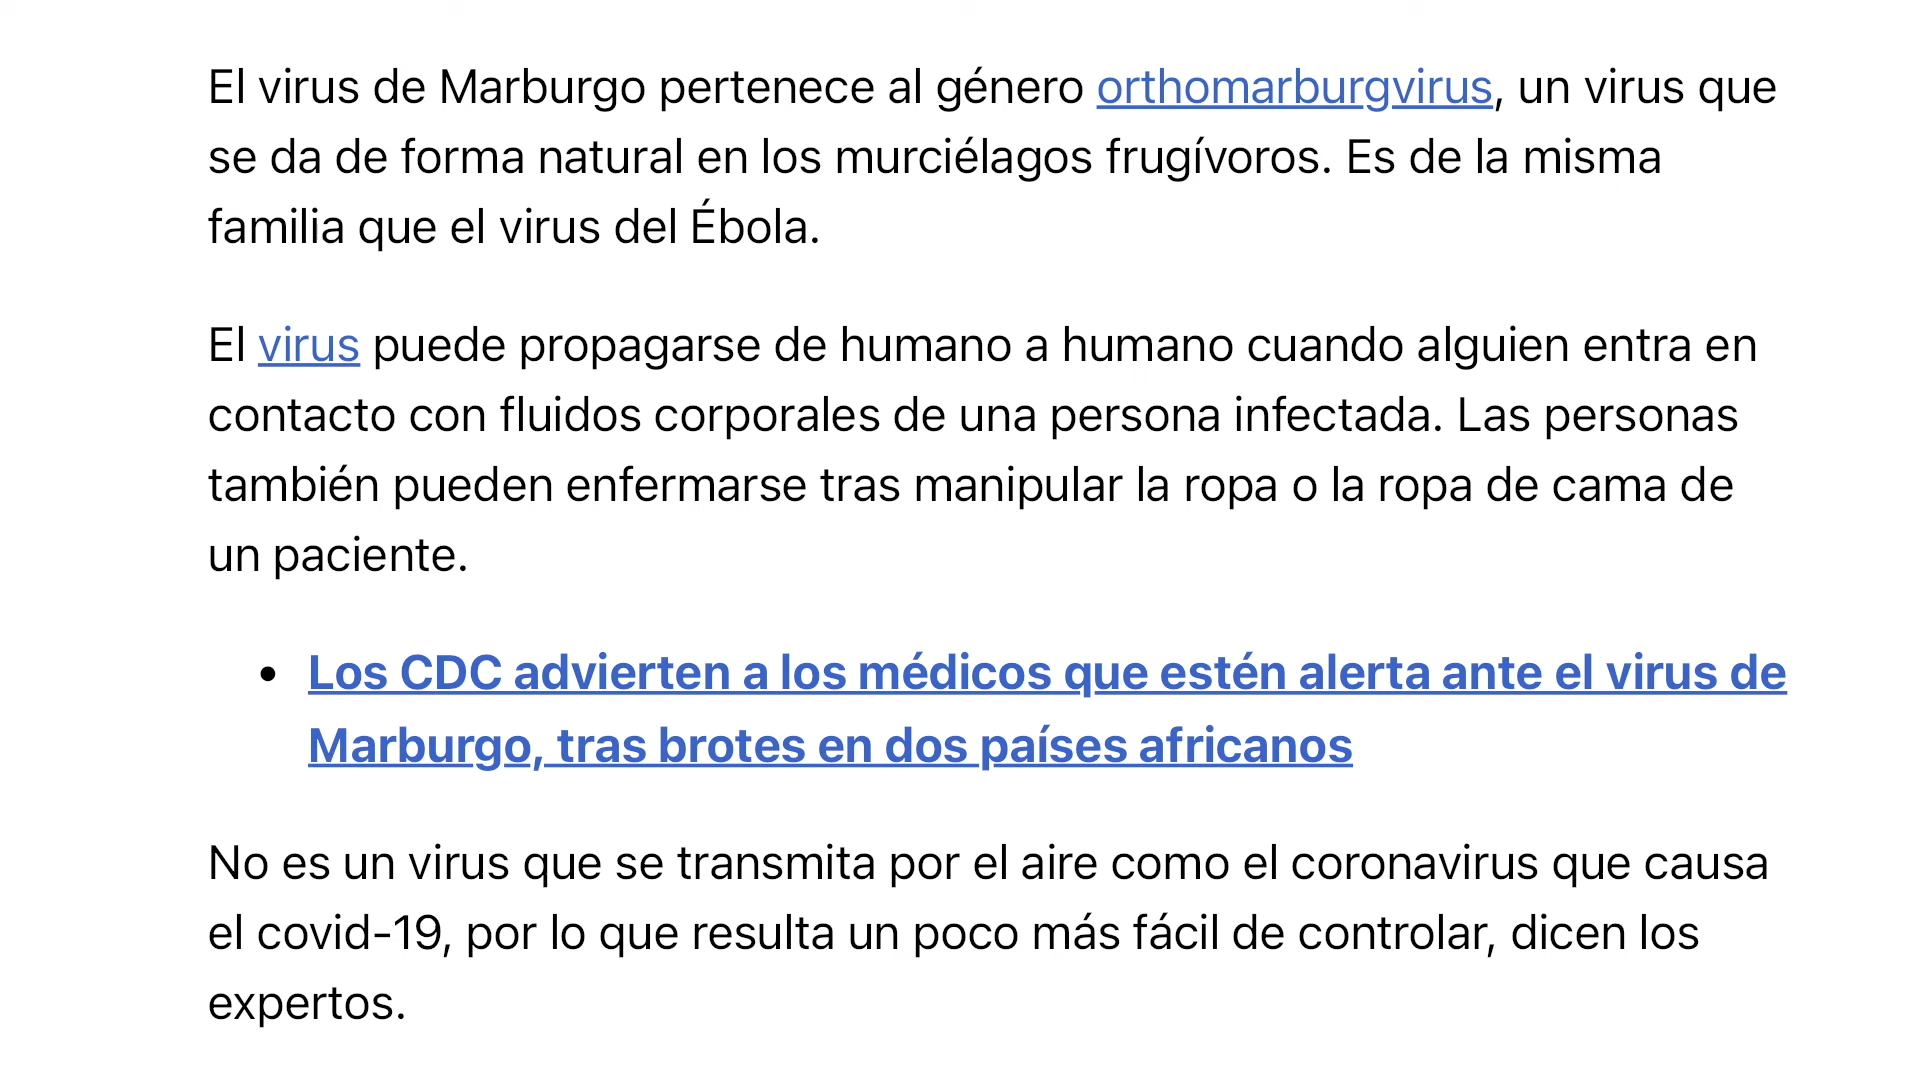 El virus de Marburgo pertenece al género orthomarburgvirus, un virus que
se da de forma natural en los murciélagos frugívoros. Es de la misma
familia que el virus del Ébola.
El virus puede propagarse de humano a humano cuando alguien entra en
contacto con fluidos corporales de una persona infectada. Las personas
también pueden enfermarse tras manipular la ropa o la ropa de cama de
un paciente.
• Los CDC advierten a los médicos que estén alerta ante el virus de
Marburgo, tras brotes en dos países africanos
No es un virus que se transmita por el aire como el coronavirus que causa
el covid-19, por lo que resulta un poco más fácil de controlar, dicen los
expertos.